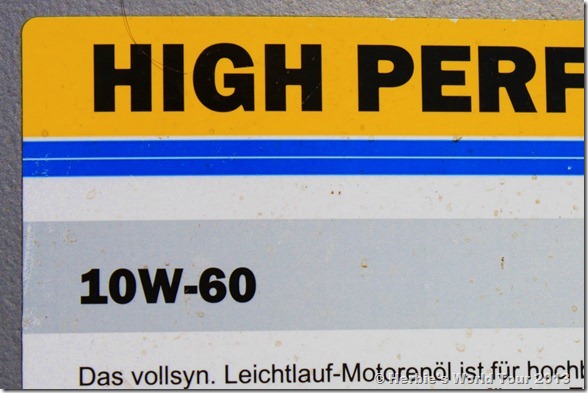 HIGH PERF
10W-60
Das vollsyn. Leichtlauf-Motorenöl ist für hochb
© Herbie's World Tour 2013